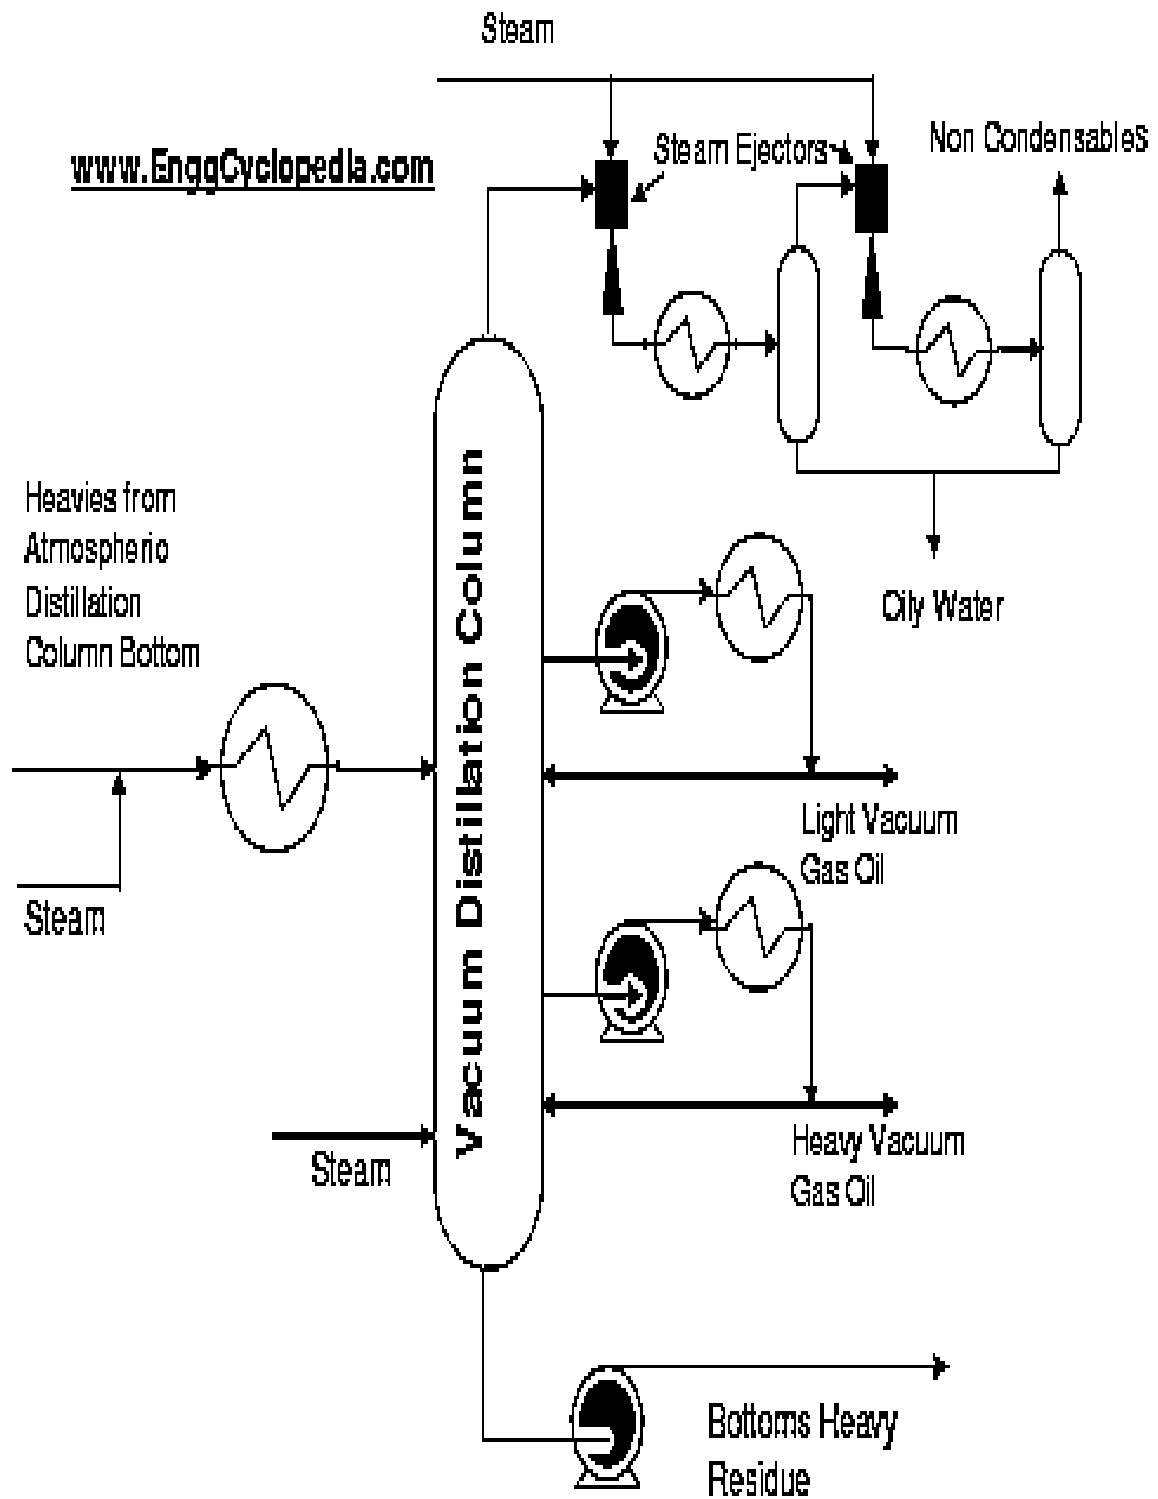 Steam
www.EnggCyclopedia.com
Steam Ejectors
Non Condensables
Heavies from
Atmospheric
Distillation
Column Bottom
Oily Water
Vacuum Distillation Column
Light Vacuum
Gas Oil
Steam
Heavy Vacuum
Gas Oil
Steam
Bottoms Heavy
Residue